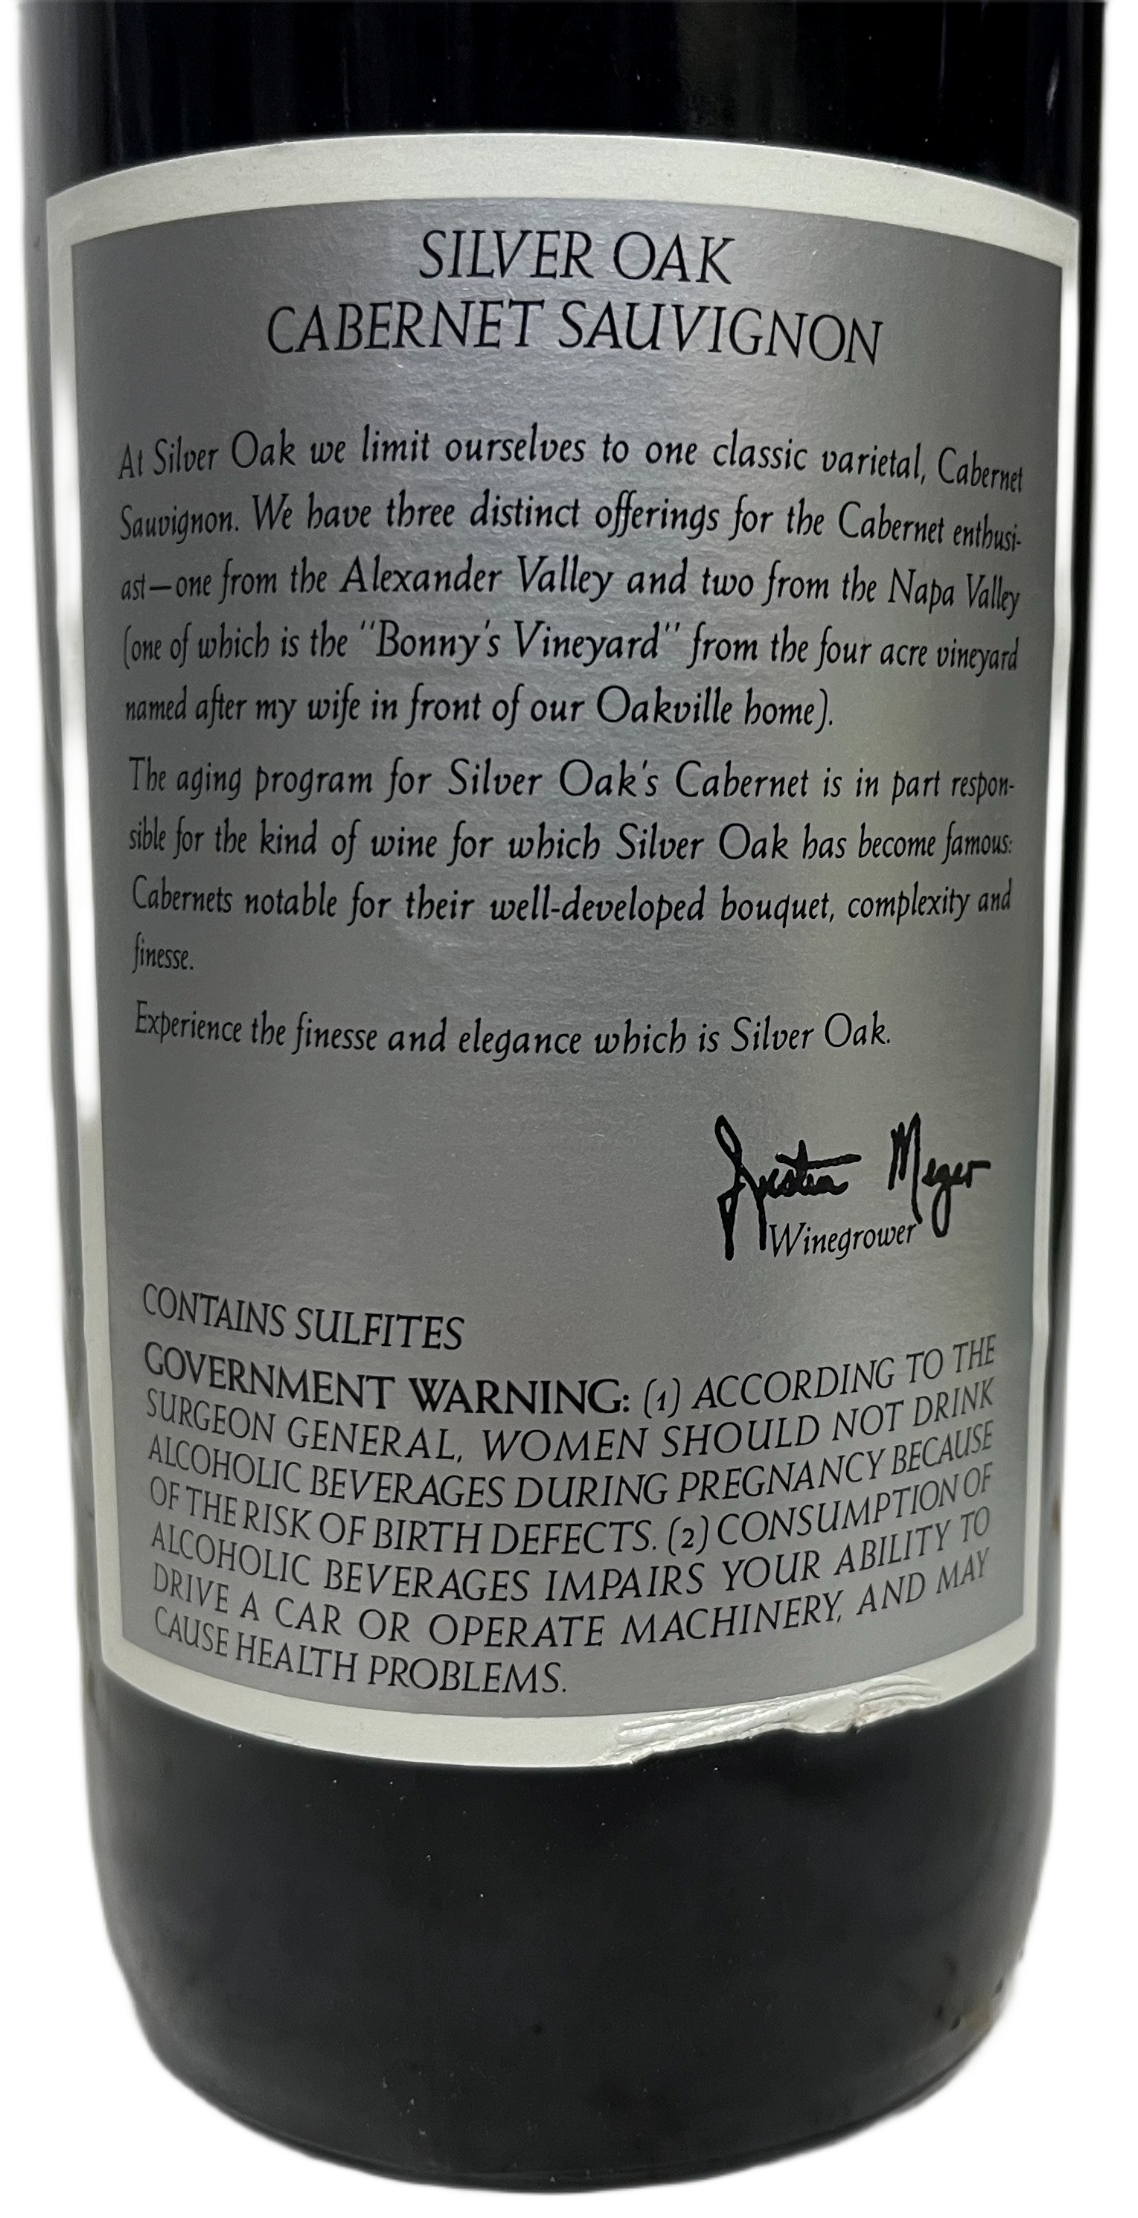 SILVER OAK
CABERNET SAUVIGNON
At Silver Oak we limit ourselves to one classic varietal, Cabernet
Sauvignon. We have three distinct offerings for the Cabernet enthusi-
ast—one from the Alexander Valley and two from the Napa Valley
(one of which is the "Bonny's Vineyard" from the four acre vineyard
named after my wife in front of our Oakville home).
The aging program for Silver Oak's Cabernet is in part respon-
sible for the kind of wine for which Silver Oak has become famous:
Cabernets notable for their well-developed bouquet, complexity and
finesse.
Experience the finesse and elegance which is Silver Oak.
Justin Meyer
Winegrower
CONTAINS SULFITES
GOVERNMENT WARNING: (1) ACCORDING TO THE
SURGEON GENERAL, WOMEN SHOULD NOT DRINK
ALCOHOLIC BEVERAGES DURING PREGNANCY BECAUSE
OF THE RISK OF BIRTH DEFECTS. (2) CONSUMPTION OF
ALCOHOLIC BEVERAGES IMPAIRS YOUR ABILITY TO
DRIVE A CAR OR OPERATE MACHINERY, AND MAY
CAUSE HEALTH PROBLEMS.